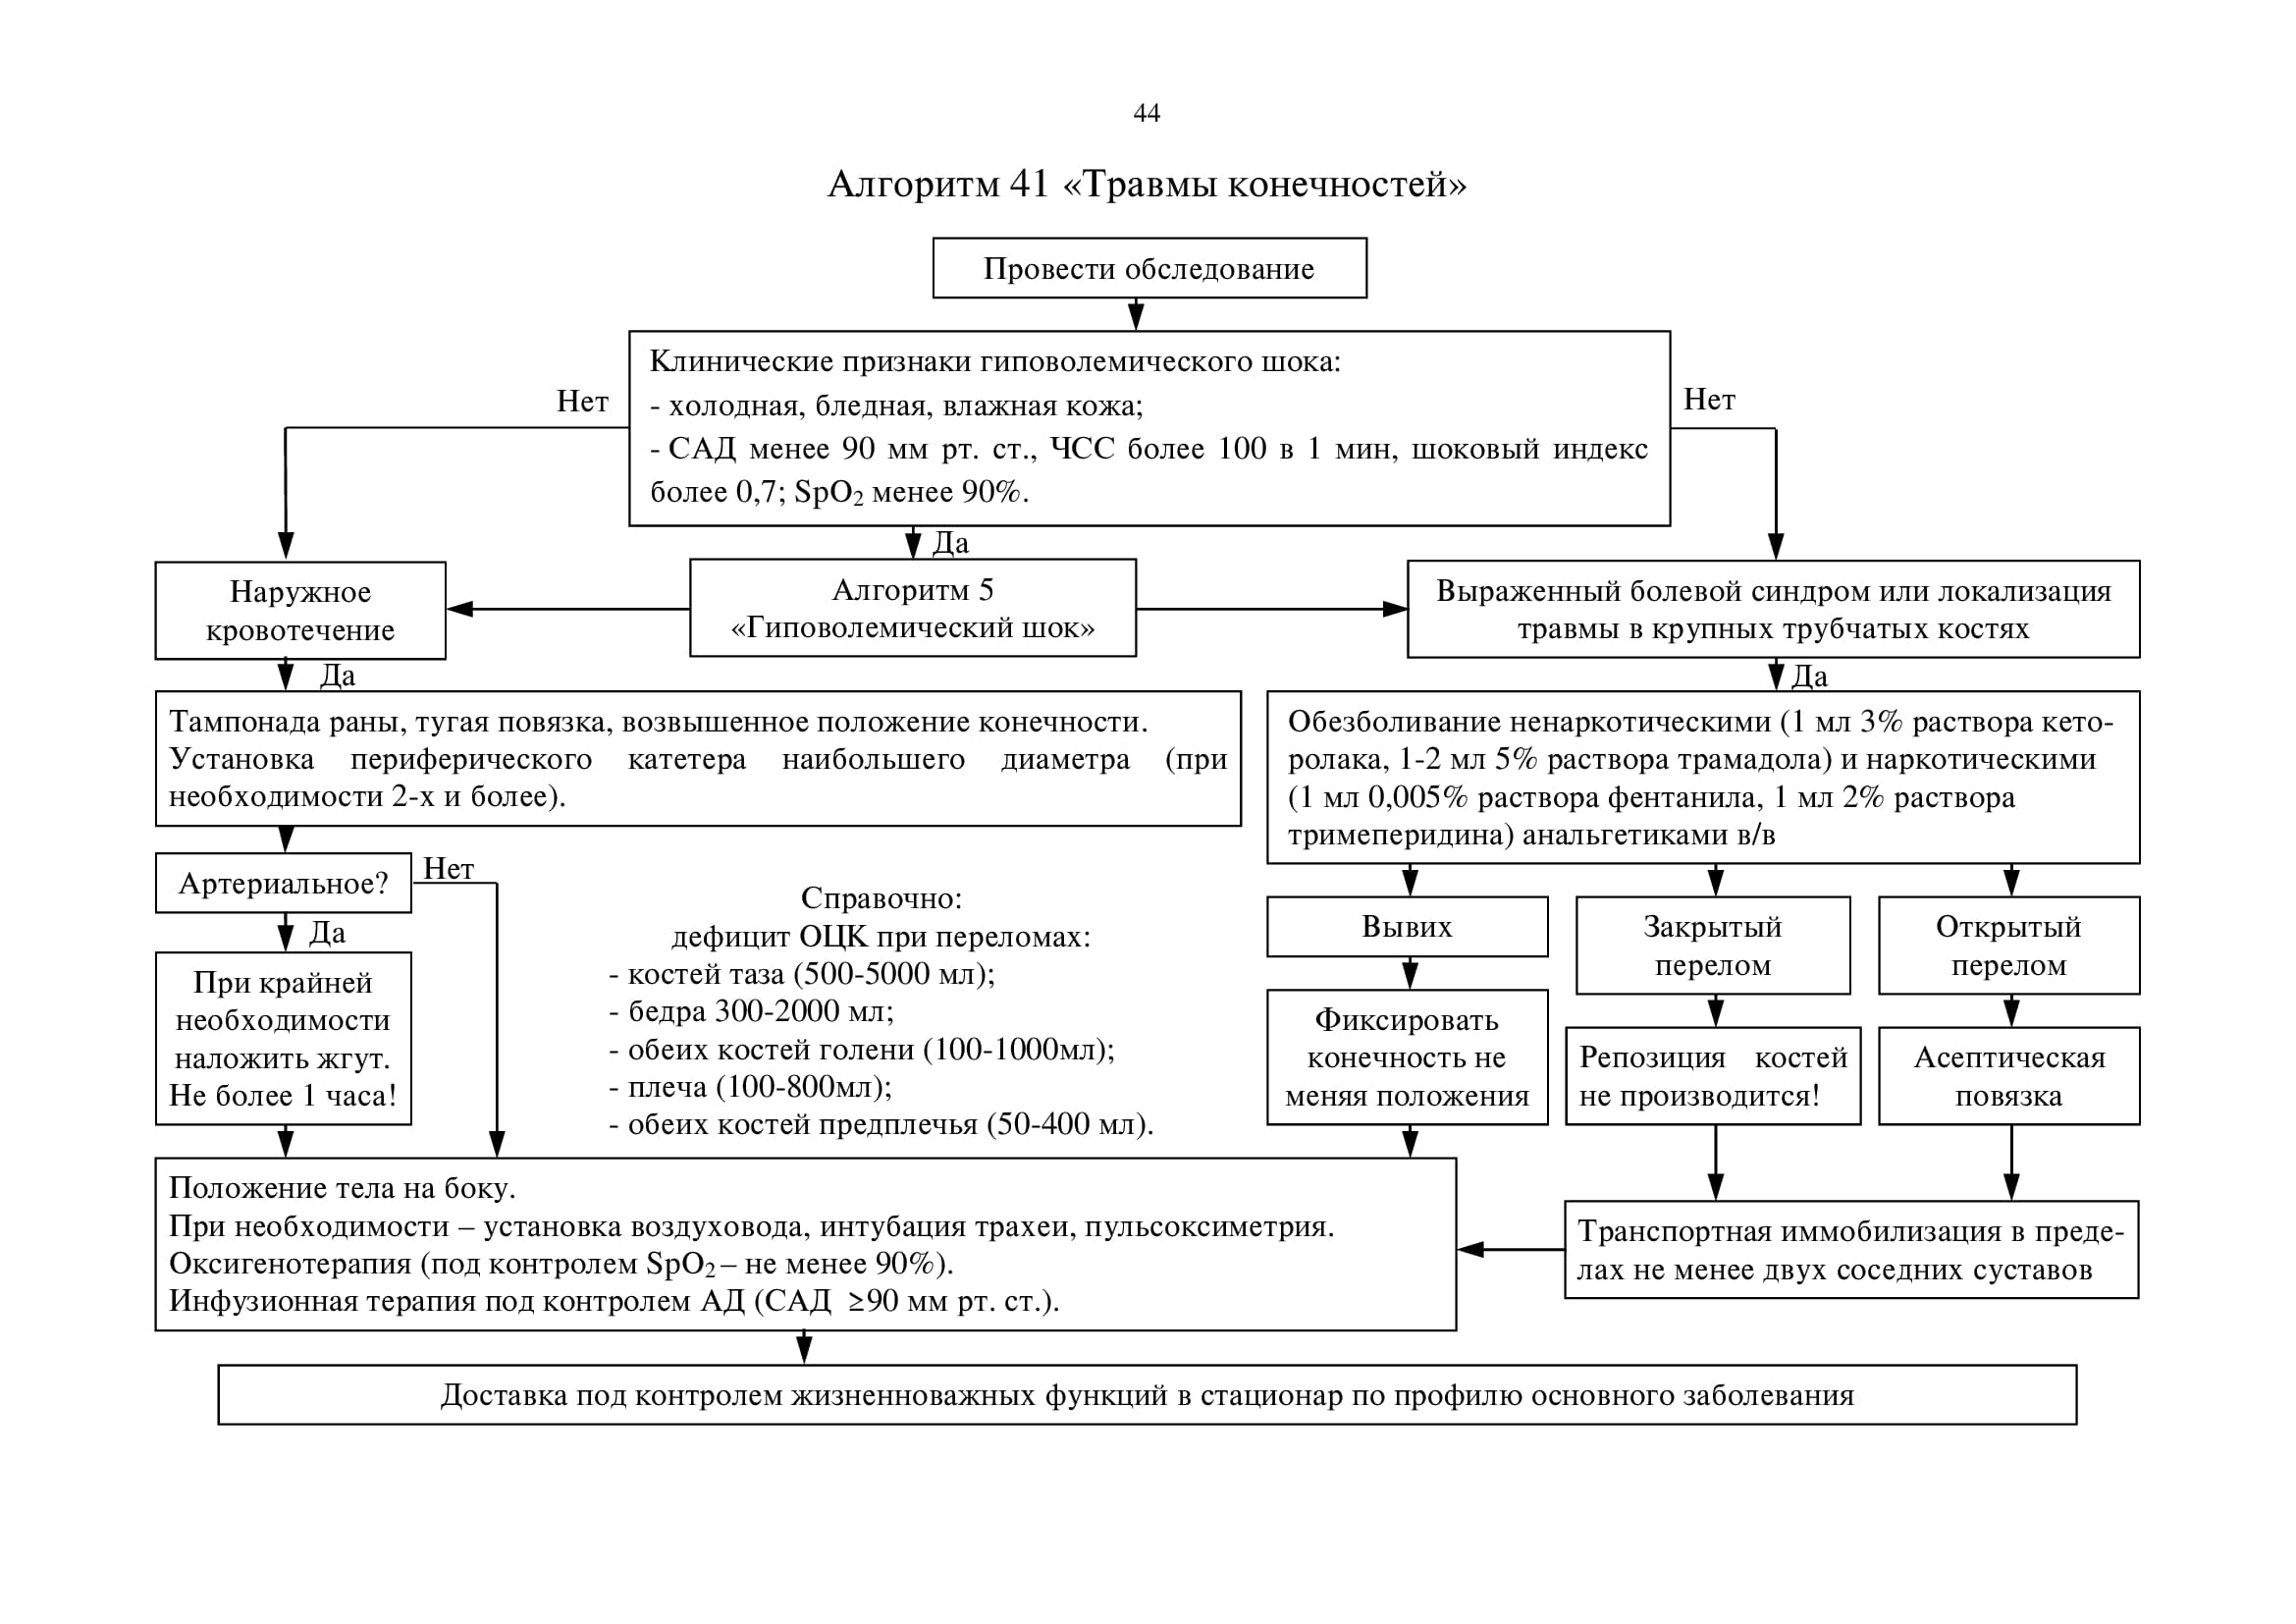 44
Алгоритм 41 «Травмы конечностей»
Провести обследование
Клинические признаки гиповолемического шока:
- холодная, бледная, влажная кожа;
- САД менее 90 мм рт. ст., ЧСС более 100 в 1 мин, шоковый индекс
более 0,7; SpO₂ менее 90%.
Нет
Нет
Да
Наружное
кровотечение
Алгоритм 5
«Гиповолемический шок»
Выраженный болевой синдром или локализация
травмы в крупных трубчатых костях
Да
Да
Тампонада раны, тугая повязка, возвышенное положение конечности.
Установка периферического катетера наибольшего диаметра (при
необходимости 2-х и более).
Обезболивание ненаркотическими (1 мл 3% раствора кето-
ролака, 1-2 мл 5% раствора трамадола) и наркотическими
(1 мл 0,005% раствора фентанила, 1 мл 2% раствора
тримеперидина) анальгетиками в/в
Артериальное?
Нет
Да
При крайней
необходимости
наложить жгут.
Не более 1 часа!
Справочно:
дефицит ОЦК при переломах:
- костей таза (500-5000 мл);
- бедра 300-2000 мл;
- обеих костей голени (100-1000мл);
- плеча (100-800мл);
- обеих костей предплечья (50-400 мл).
Вывих
Фиксировать
конечность не
меняя положения
Закрытый
перелом
Репозиция костей
не производится!
Открытый
перелом
Асептическая
повязка
Положение тела на боку.
При необходимости – установка воздуховода, интубация трахеи, пульсоксиметрия.
Оксигенотерапия (под контролем SpO₂ – не менее 90%).
Инфузионная терапия под контролем АД (САД ≥90 мм рт. ст.).
Транспортная иммобилизация в преде-
лах не менее двух соседних суставов
Доставка под контролем жизненноважных функций в стационар по профилю основного заболевания